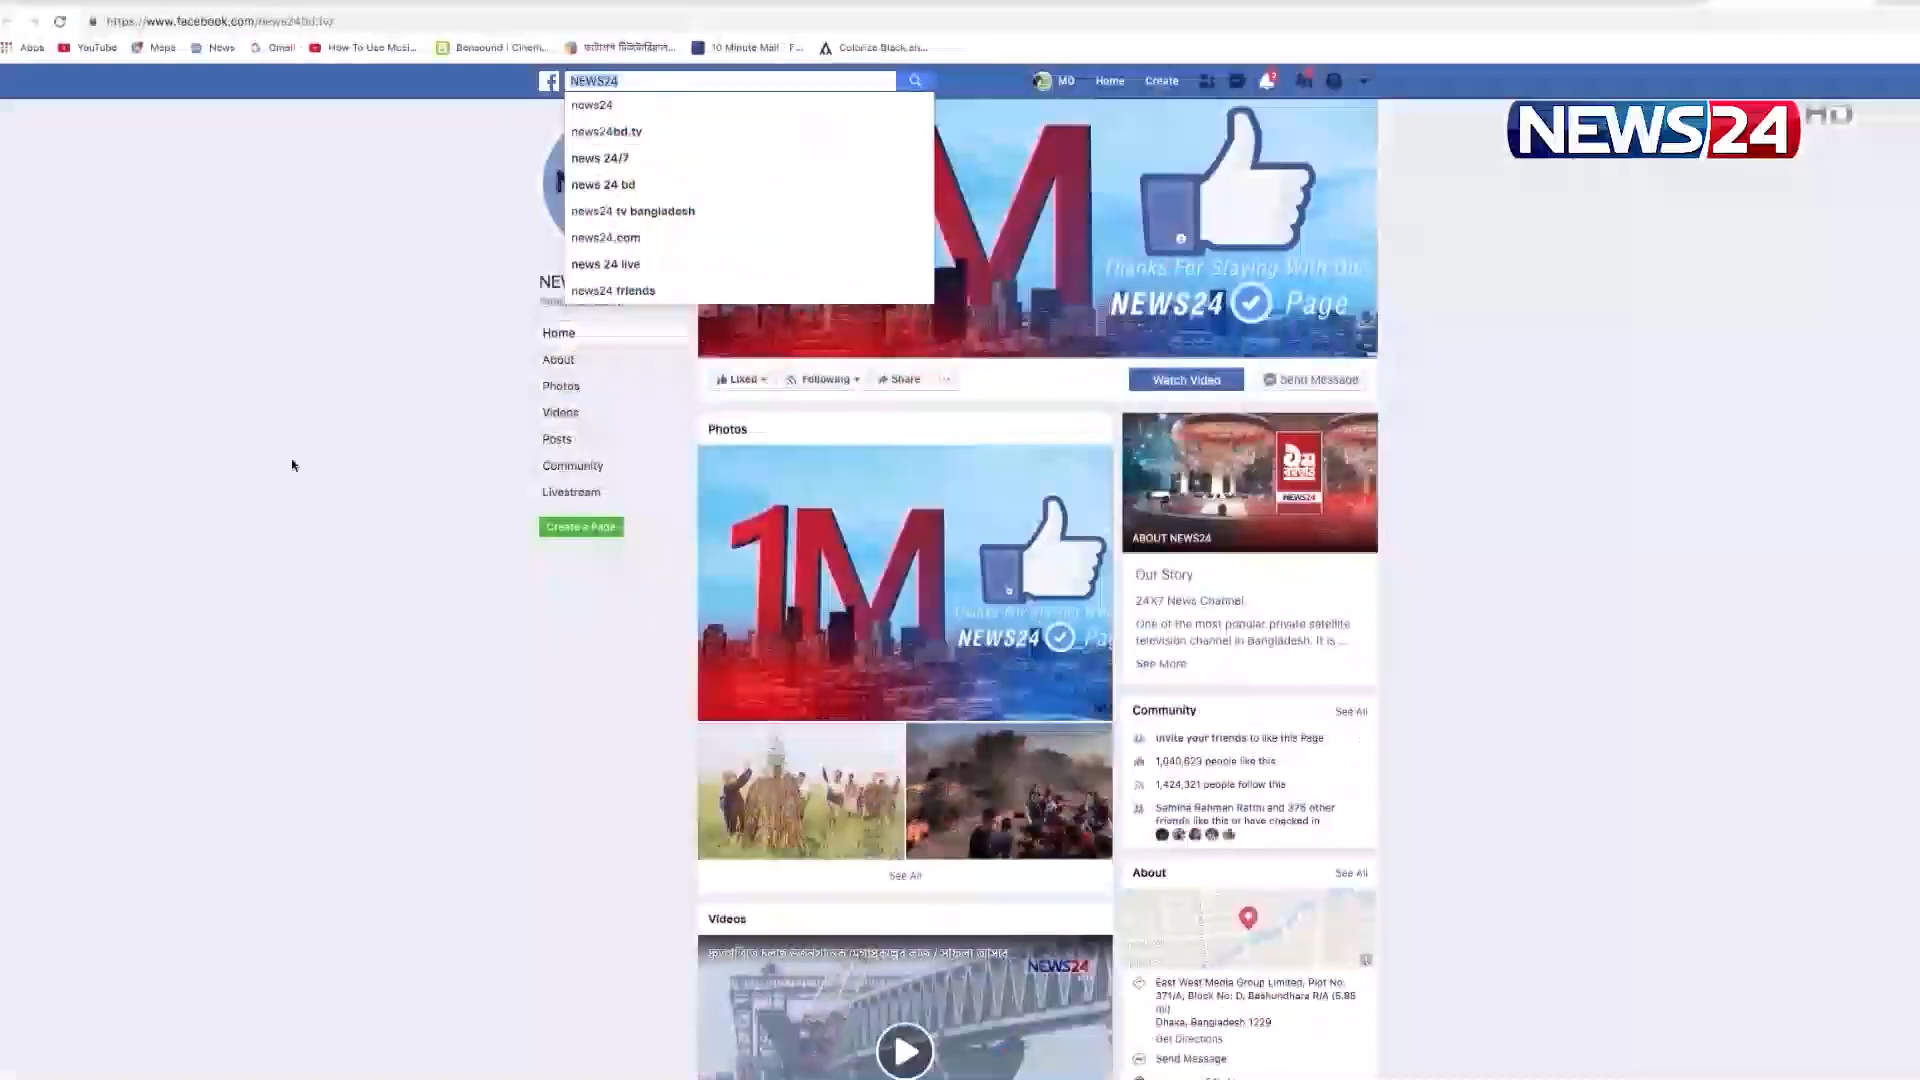 https://www.facebook.com/news24bd.tv/
Apps YouTube Maps News Gmail How To Use Musi... Bensound | Cinem... 10 Minute Mail - F... Colorize Black an...
NEWS24
MD Home Create
news24
news24bd.tv
news 24/7
news 24 bd
news24 tv bangladesh
news24.com
news 24 live
news24 friends
NEWS24 HD
Thanks For Staying With Our
NEWS24 Page
Home
About
Photos
Videos
Posts
Community
Livestream
Create a Page
Liked Following Share ...
Watch Video Send Message
Photos
1M
NEWS24
See All
Videos
NEWS24
NEWS24
ABOUT NEWS24
Our Story
24X7 News Channel
One of the most popular private satellite
television channel in Bangladesh. It is ...
See More
Community See All
Invite your friends to like this Page
1,040,623 people like this
1,424,321 people follow this
Samina Rahman Ratni and 375 other
friends like this or have checked in
About See All
East West Media Group Limited, Plot No.
371/A, Block No: D, Bashundhara R/A (5.85
mi)
Dhaka, Bangladesh 1229
Get Directions
Send Message